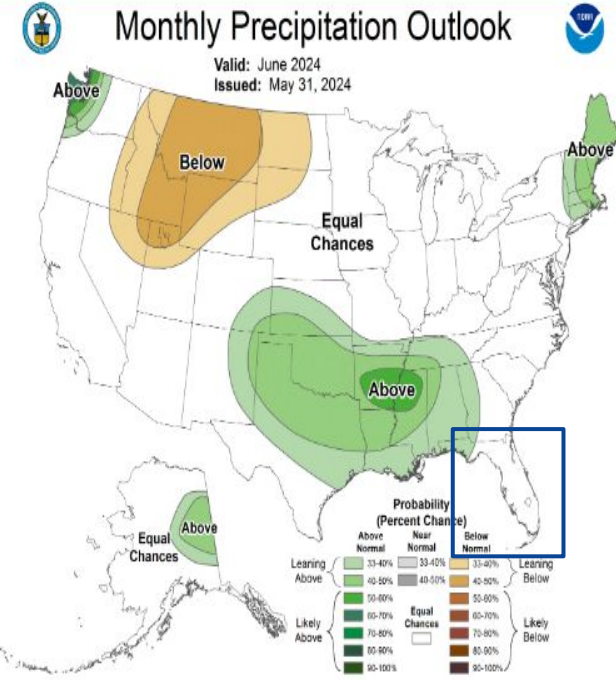 Monthly Precipitation Outlook
Valid: June 2024
Issued: May 31, 2024
Above
Below
Above
Equal
Chances
Above
Above
Equal
Chances
Probability
(Percent Chance)
Above Normal
Near Normal
Below Normal
Leaning Above
33-40%
33-40%
33-40%
Leaning Below
40-50%
40-50%
40-50%
Likely Above
50-60%
60-70%
70-80%
80-90%
90-100%
Equal Chances
50-60%
60-70%
70-80%
80-90%
90-100%
Likely Below